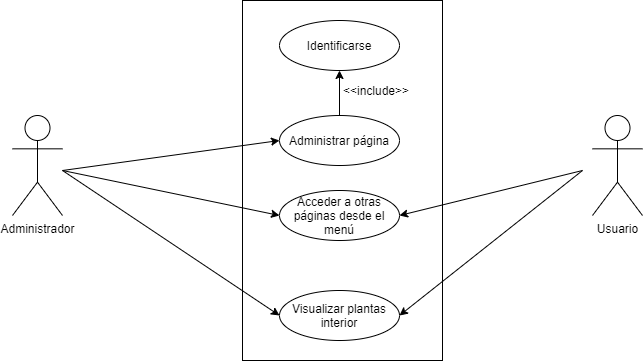 Identificarse
<<include>>
Administrar página
Acceder a otras
páginas desde el
menú
Administrador
Usuario
Visualizar plantas
interior